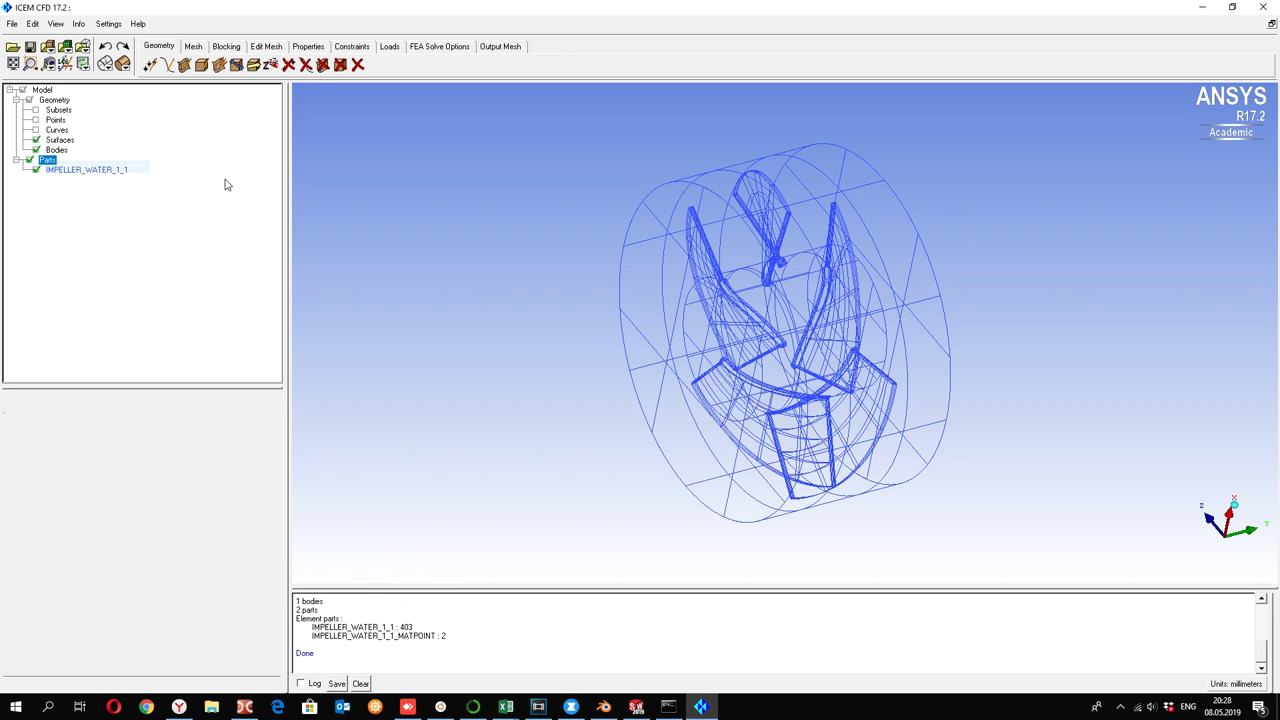 ICEM CFD 17.2 :
File Edit View Info Settings Help
Geometry Mesh Blocking Edit Mesh Properties Constraints Loads FEA Solve Options Output Mesh
Model
Geometry
Subsets
Points
Curves
Surfaces
Bodies
Parts
IMPELLER_WATER_1_1
ANSYS
R17.2
Academic
X
Y
Z
1 bodies
2 parts
Element parts :
IMPELLER_WATER_1_1 : 403
IMPELLER_WATER_1_1_MATPOINT : 2
Done
Log Save Clear
Units: millimeters
ENG
20:28
08.05.2019